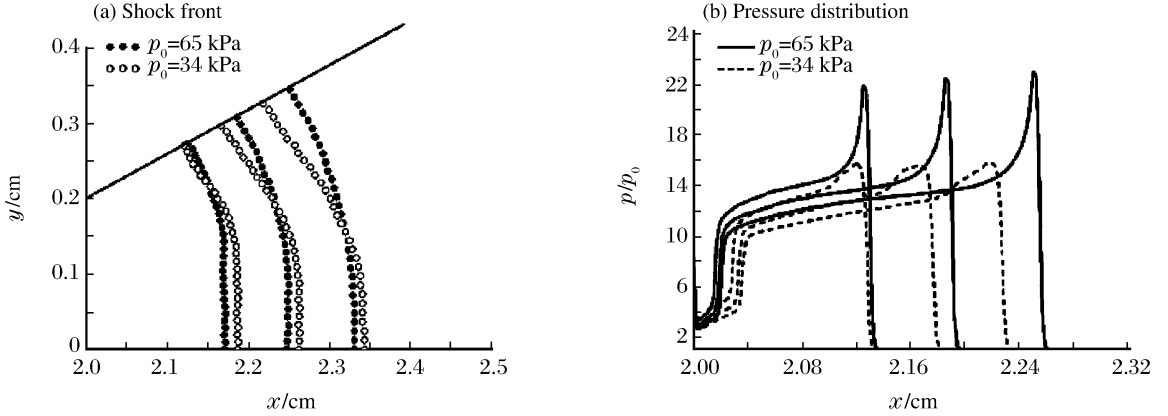 (a) Shock front
p₀=65 kPa
p₀=34 kPa
0.4
0.3
0.2
0.1
0
y/cm
2.0 2.1 2.2 2.3 2.4 2.5
x/cm
(b) Pressure distribution
p₀=65 kPa
p₀=34 kPa
24
22
18
14
10
6
2
p/p₀
2.00 2.08 2.16 2.24 2.32
x/cm